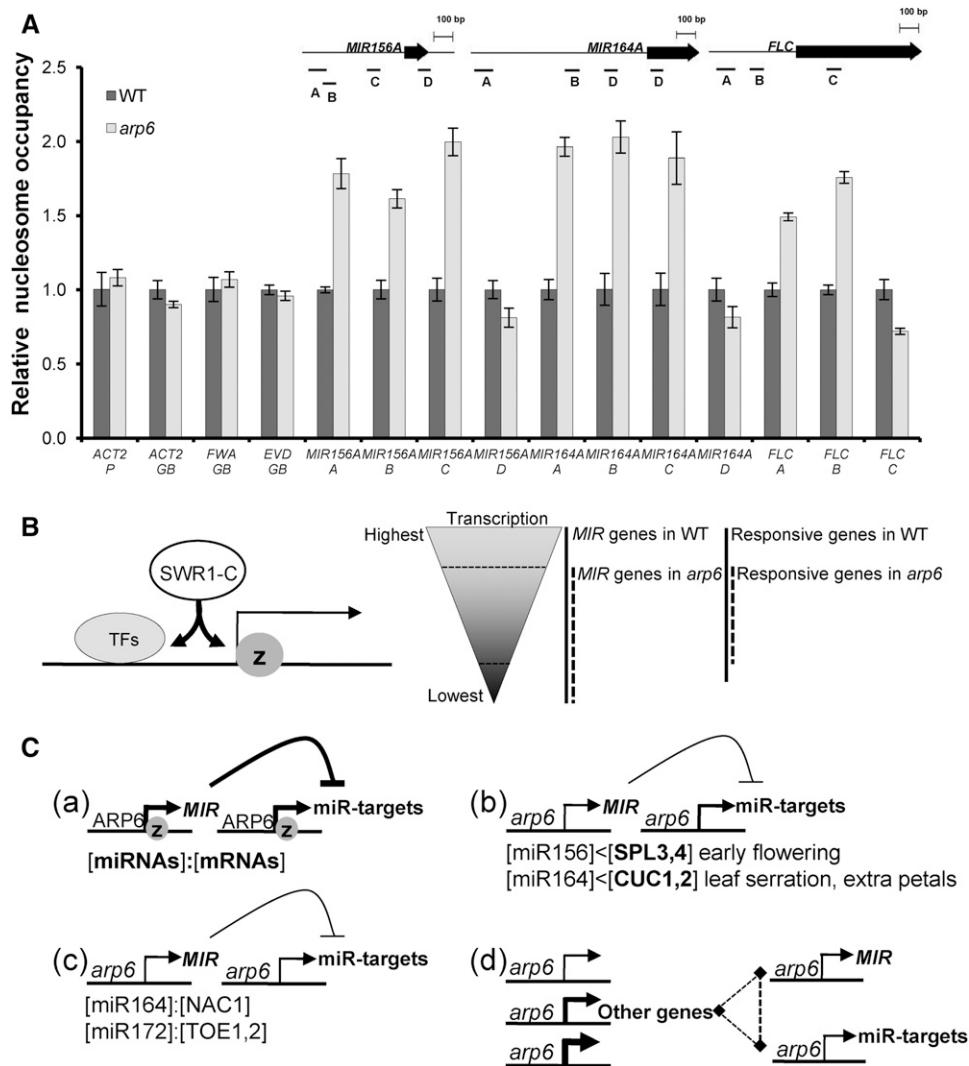 A
100 bp
100 bp
100 bp
MIR156A
MIR164A
FLC
A B C D
A B D D
A B C
Relative nucleosome occupancy
2.5
2.0
1.5
1.0
0.5
0.0
WT
arp6
ACT2 P
ACT2 GB
FWA GB
EVD GB
MIR156A A
MIR156A B
MIR156A C
MIR156A D
MIR164A A
MIR164A B
MIR164A C
MIR164A D
FLC A
FLC B
FLC C
B
SWR1-C
TFs
z
Transcription
Highest
Lowest
MIR genes in WT
MIR genes in arp6
Responsive genes in WT
Responsive genes in arp6
C
(a)
ARP6 z MIR ARP6 z miR-targets
[miRNAs]:[mRNAs]
(b)
arp6 MIR arp6 miR-targets
[miR156]<[SPL3,4] early flowering
[miR164]<[CUC1,2] leaf serration, extra petals
(c)
arp6 MIR arp6 miR-targets
[miR164]:[NAC1]
[miR172]:[TOE1,2]
(d)
arp6
arp6
arp6
Other genes
arp6 MIR
arp6 miR-targets